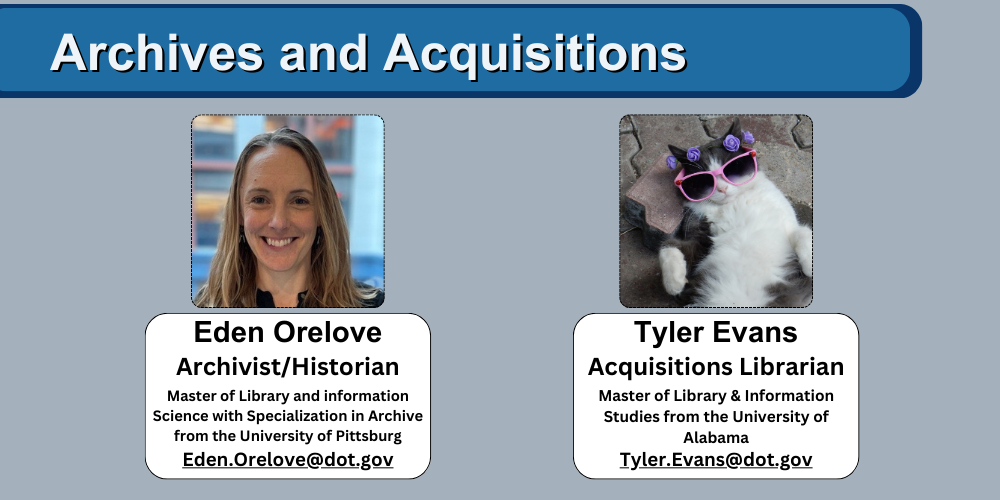 Archives and Acquisitions
Eden Orelove
Archivist/Historian
Master of Library and information
Science with Specialization in Archive
from the University of Pittsburg
Eden.Orelove@dot.gov
Tyler Evans
Acquisitions Librarian
Master of Library & Information
Studies from the University of
Alabama
Tyler.Evans@dot.gov